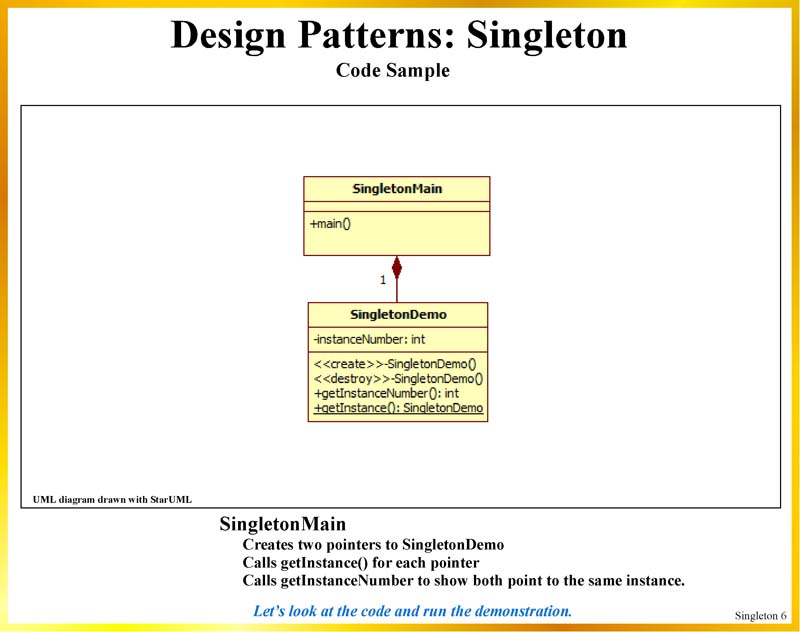 Design Patterns: Singleton
Code Sample
SingletonMain
+main()
1
SingletonDemo
-instanceNumber: int
<<create>>-SingletonDemo()
<<destroy>>-SingletonDemo()
+getInstanceNumber(): int
+getInstance(): SingletonDemo
UML diagram drawn with StarUML
SingletonMain
Creates two pointers to SingletonDemo
Calls getInstance() for each pointer
Calls getInstanceNumber to show both point to the same instance.
Let’s look at the code and run the demonstration.
Singleton 6